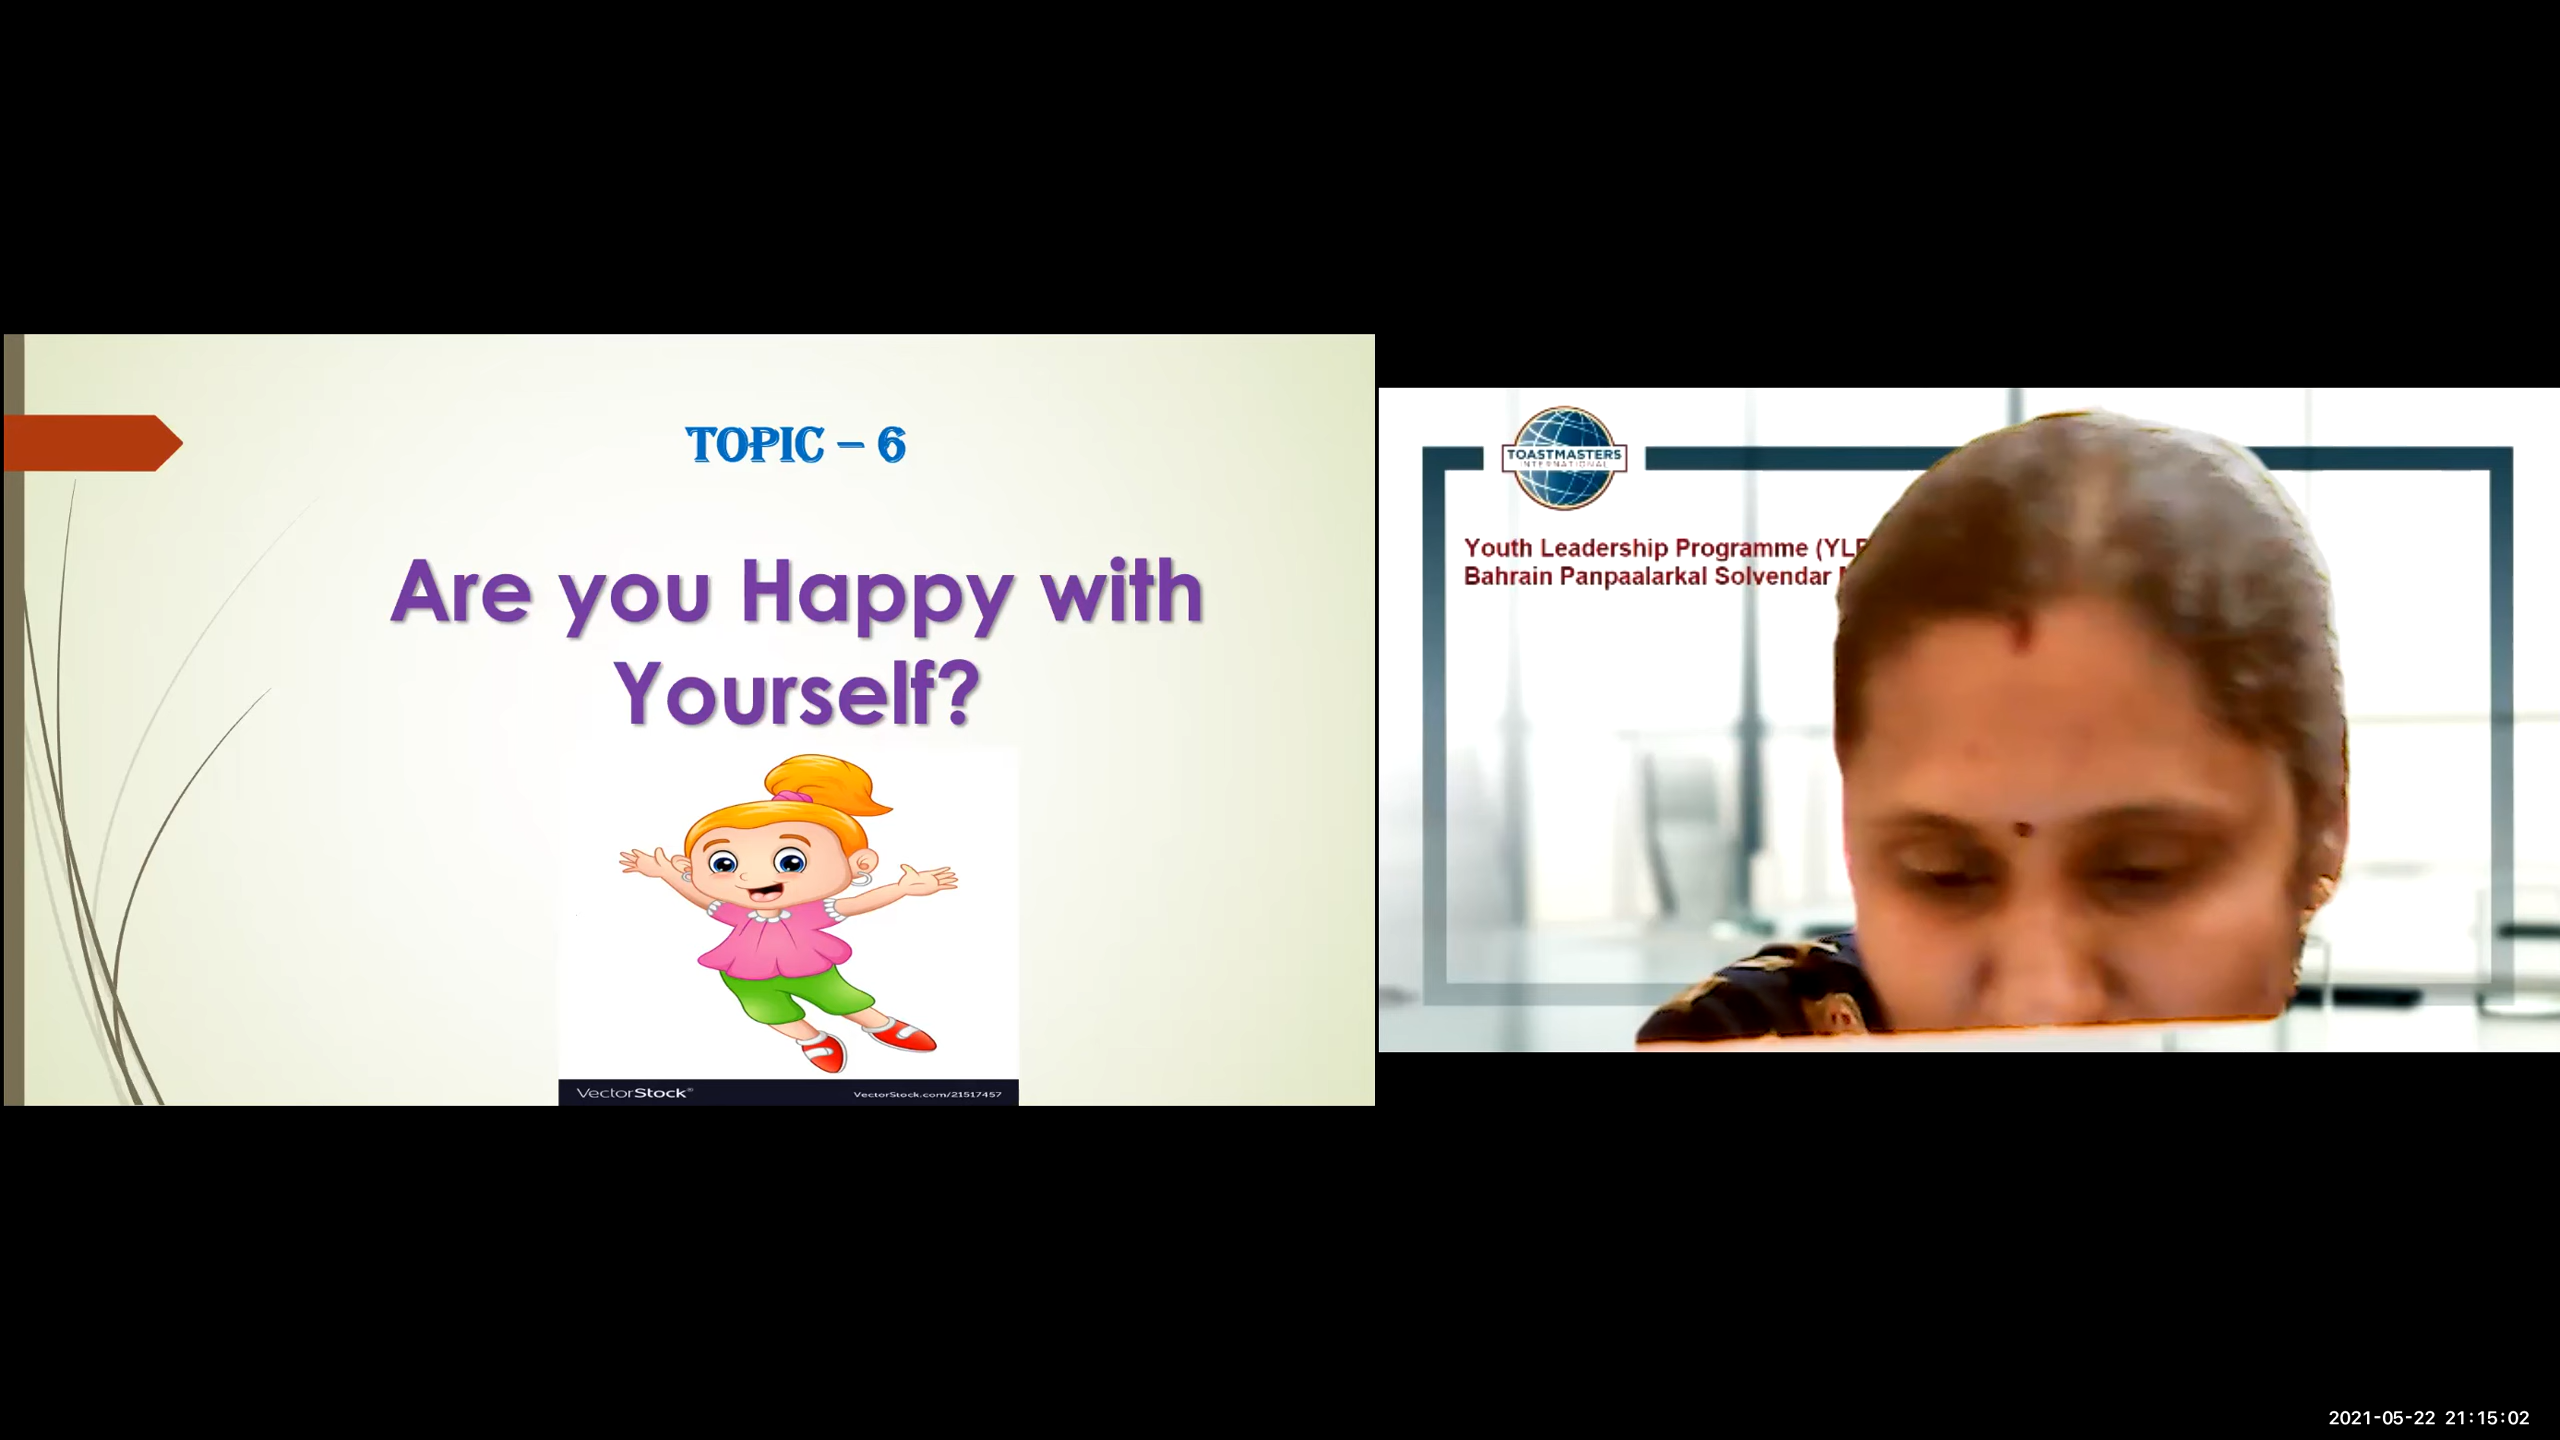 TOPIC – 6
Are you Happy with
Yourself?
VectorStock®
VectorStock.com/21517457
TOASTMASTERS
INTERNATIONAL
Youth Leadership Programme (YLP
Bahrain Panpaalarkal Solvendar
2021-05-22 21:15:02